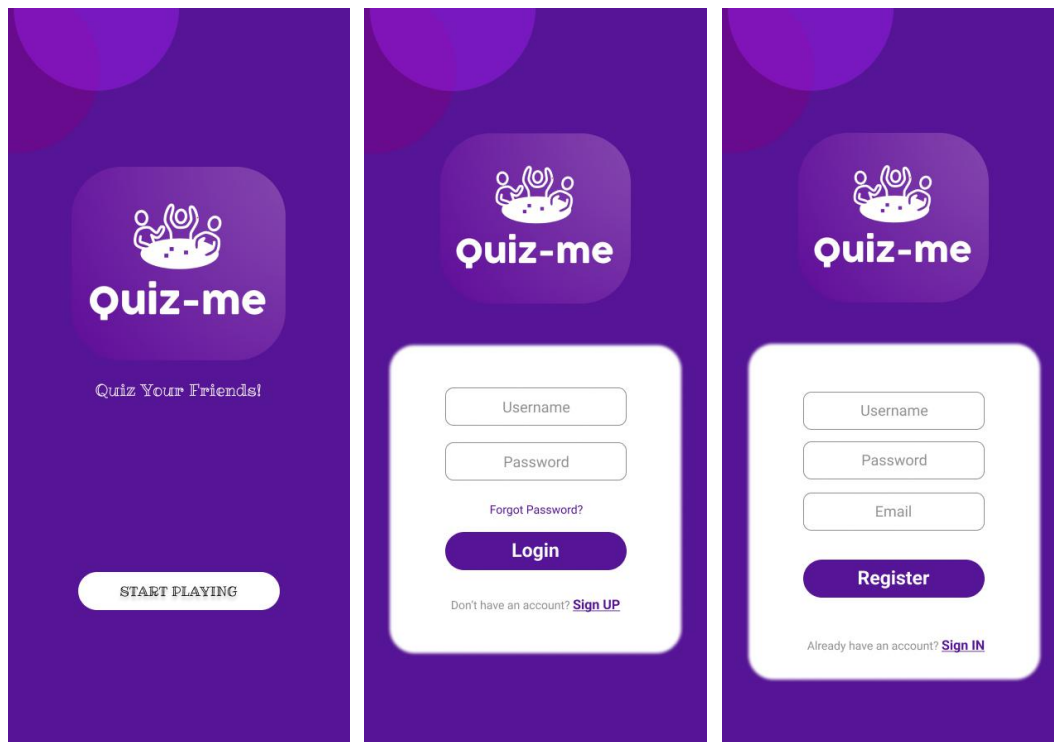 Quiz-me
Quiz Your Friends!
START PLAYING
Quiz-me
Username
Password
Forgot Password?
Login
Don't have an account? Sign UP
Quiz-me
Username
Password
Email
Register
Already have an account? Sign IN